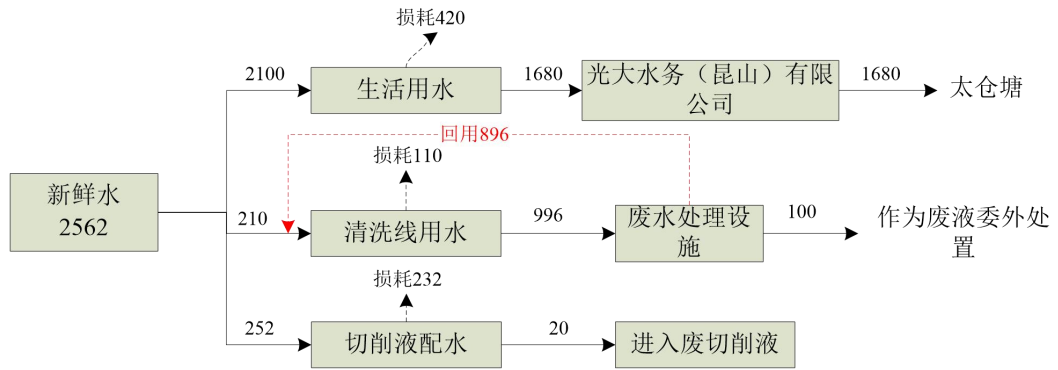 损耗420
2100
生活用水
1680
光大水务（昆山）有限
公司
1680
太仓塘
回用896
损耗110
新鲜水
2562
210
清洗线用水
996
废水处理设
施
100
作为废液委外处
置
损耗232
252
切削液配水
20
进入废切削液